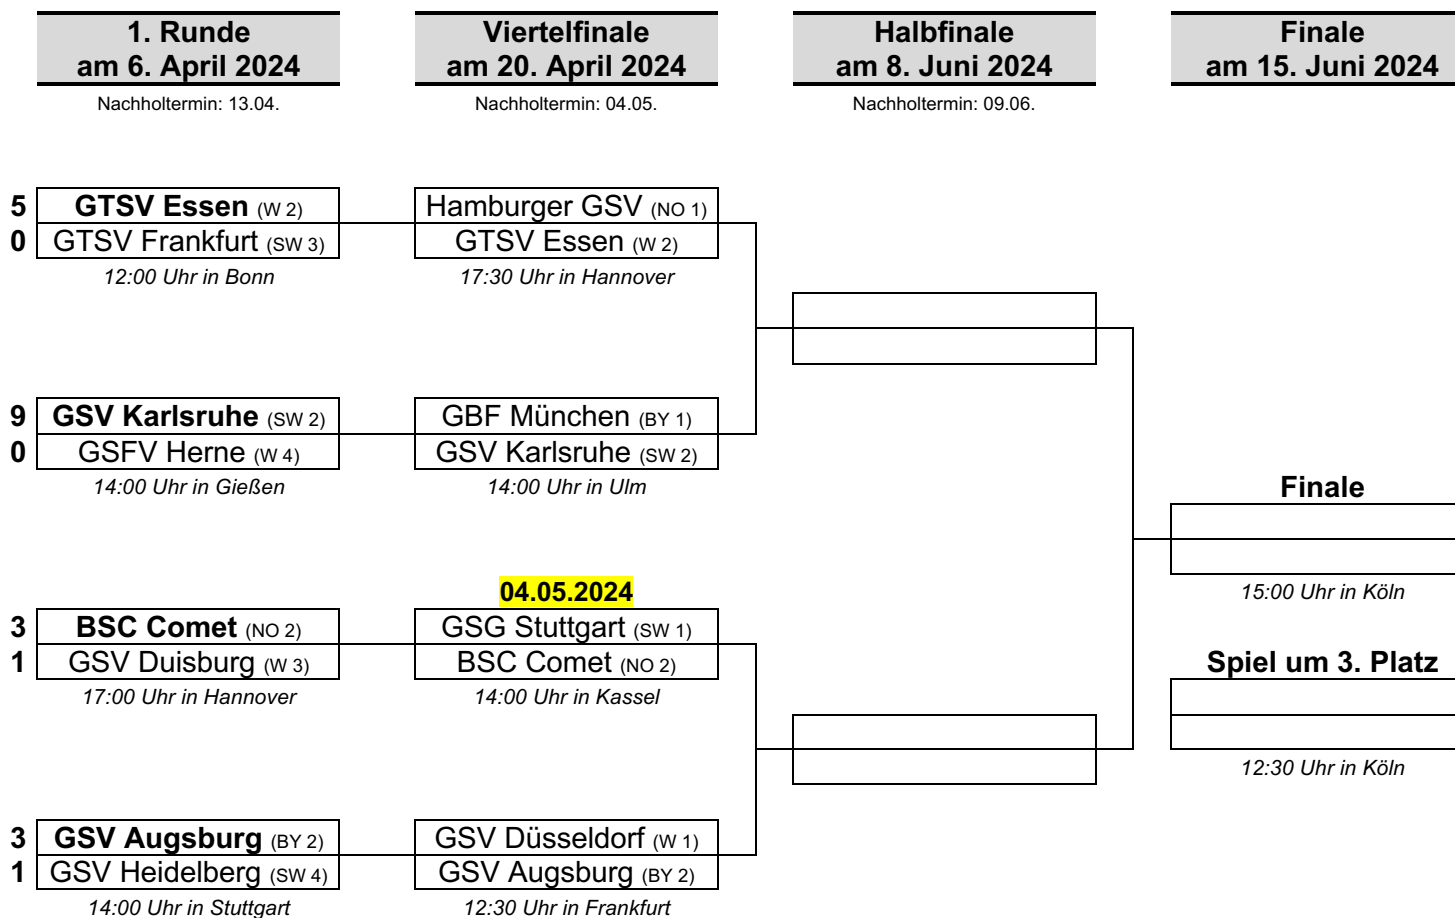 1. Runde
am 6. April 2024
Nachholtermin: 13.04.
Viertelfinale
am 20. April 2024
Nachholtermin: 04.05.
Halbfinale
am 8. Juni 2024
Nachholtermin: 09.06.
Finale
am 15. Juni 2024
5 GTSV Essen (W 2)
0 GTSV Frankfurt (SW 3)
12:00 Uhr in Bonn
Hamburger GSV (NO 1)
GTSV Essen (W 2)
17:30 Uhr in Hannover
9 GSV Karlsruhe (SW 2)
0 GSFV Herne (W 4)
14:00 Uhr in Gießen
GBF München (BY 1)
GSV Karlsruhe (SW 2)
14:00 Uhr in Ulm
3 BSC Comet (NO 2)
1 GSV Duisburg (W 3)
17:00 Uhr in Hannover
04.05.2024
GSG Stuttgart (SW 1)
BSC Comet (NO 2)
14:00 Uhr in Kassel
3 GSV Augsburg (BY 2)
1 GSV Heidelberg (SW 4)
14:00 Uhr in Stuttgart
GSV Düsseldorf (W 1)
GSV Augsburg (BY 2)
12:30 Uhr in Frankfurt
Finale
15:00 Uhr in Köln
Spiel um 3. Platz
12:30 Uhr in Köln